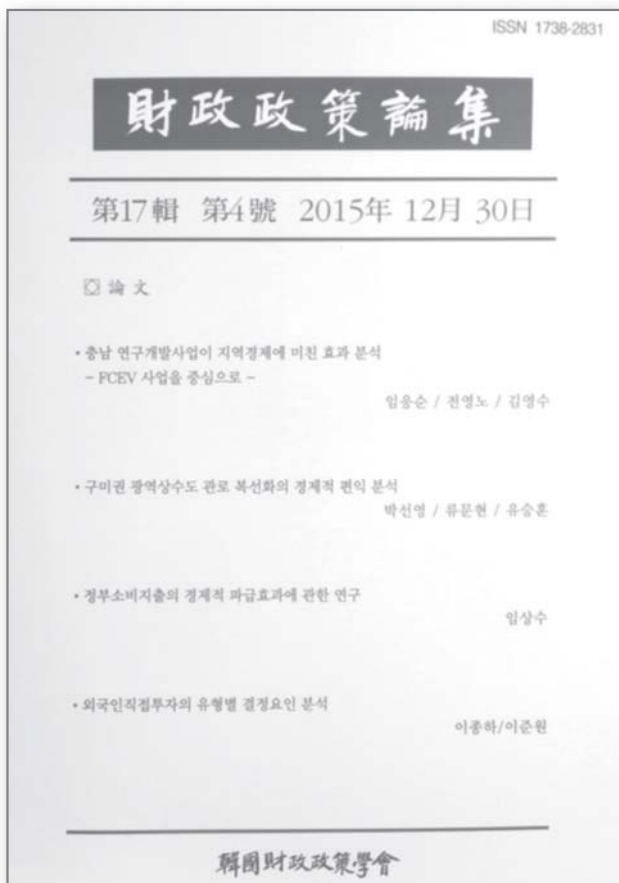 ISSN 1738-2831
財政政策論集
第17輯 第4號 2015年 12月 30日
論文
• 충남 연구개발사업이 지역경제에 미친 효과 분석
- FCEV 사업을 중심으로 -
임응순 / 전영노 / 김영수
• 구미권 광역상수도 관로 복선화의 경제적 편익 분석
박선영 / 류문현 / 유승훈
• 정부소비지출의 경제적 파급효과에 관한 연구
임상수
• 외국인직접투자의 유형별 결정요인 분석
이종하/이준원
韓國財政政策學會